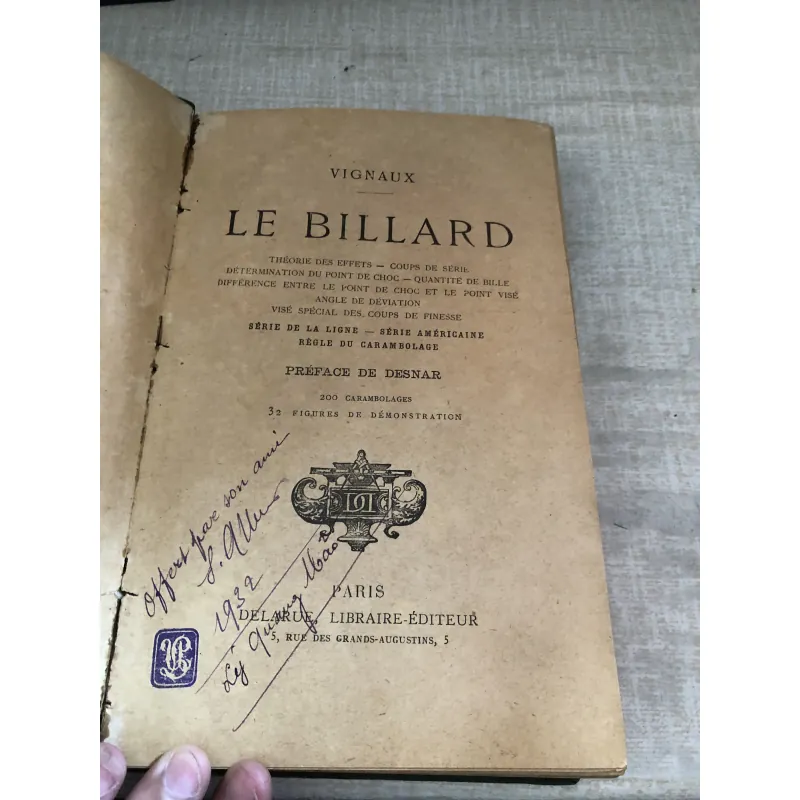 VIGNAUX
LE BILLARD
THÉORIE DES EFFETS — COUPS DE SÉRIE
DÉTERMINATION DU POINT DE CHOC — QUANTITÉ DE BILLE
DIFFÉRENCE ENTRE LE POINT DE CHOC ET LE POINT VISÉ
ANGLE DE DÉVIATION
VISÉ SPÉCIAL DES COUPS DE FINESSE
SÉRIE DE LA LIGNE — SÉRIE AMÉRICAINE
RÈGLE DU CARAMBOLAGE
PRÉFACE DE DESNAR
200 CARAMBOLAGES
32 FIGURES DE DÉMONSTRATION
Offert par son ami
1932
Quang
PARIS
DELARUE, LIBRAIRE-ÉDITEUR
5, RUE DES GRANDS-AUGUSTINS, 5